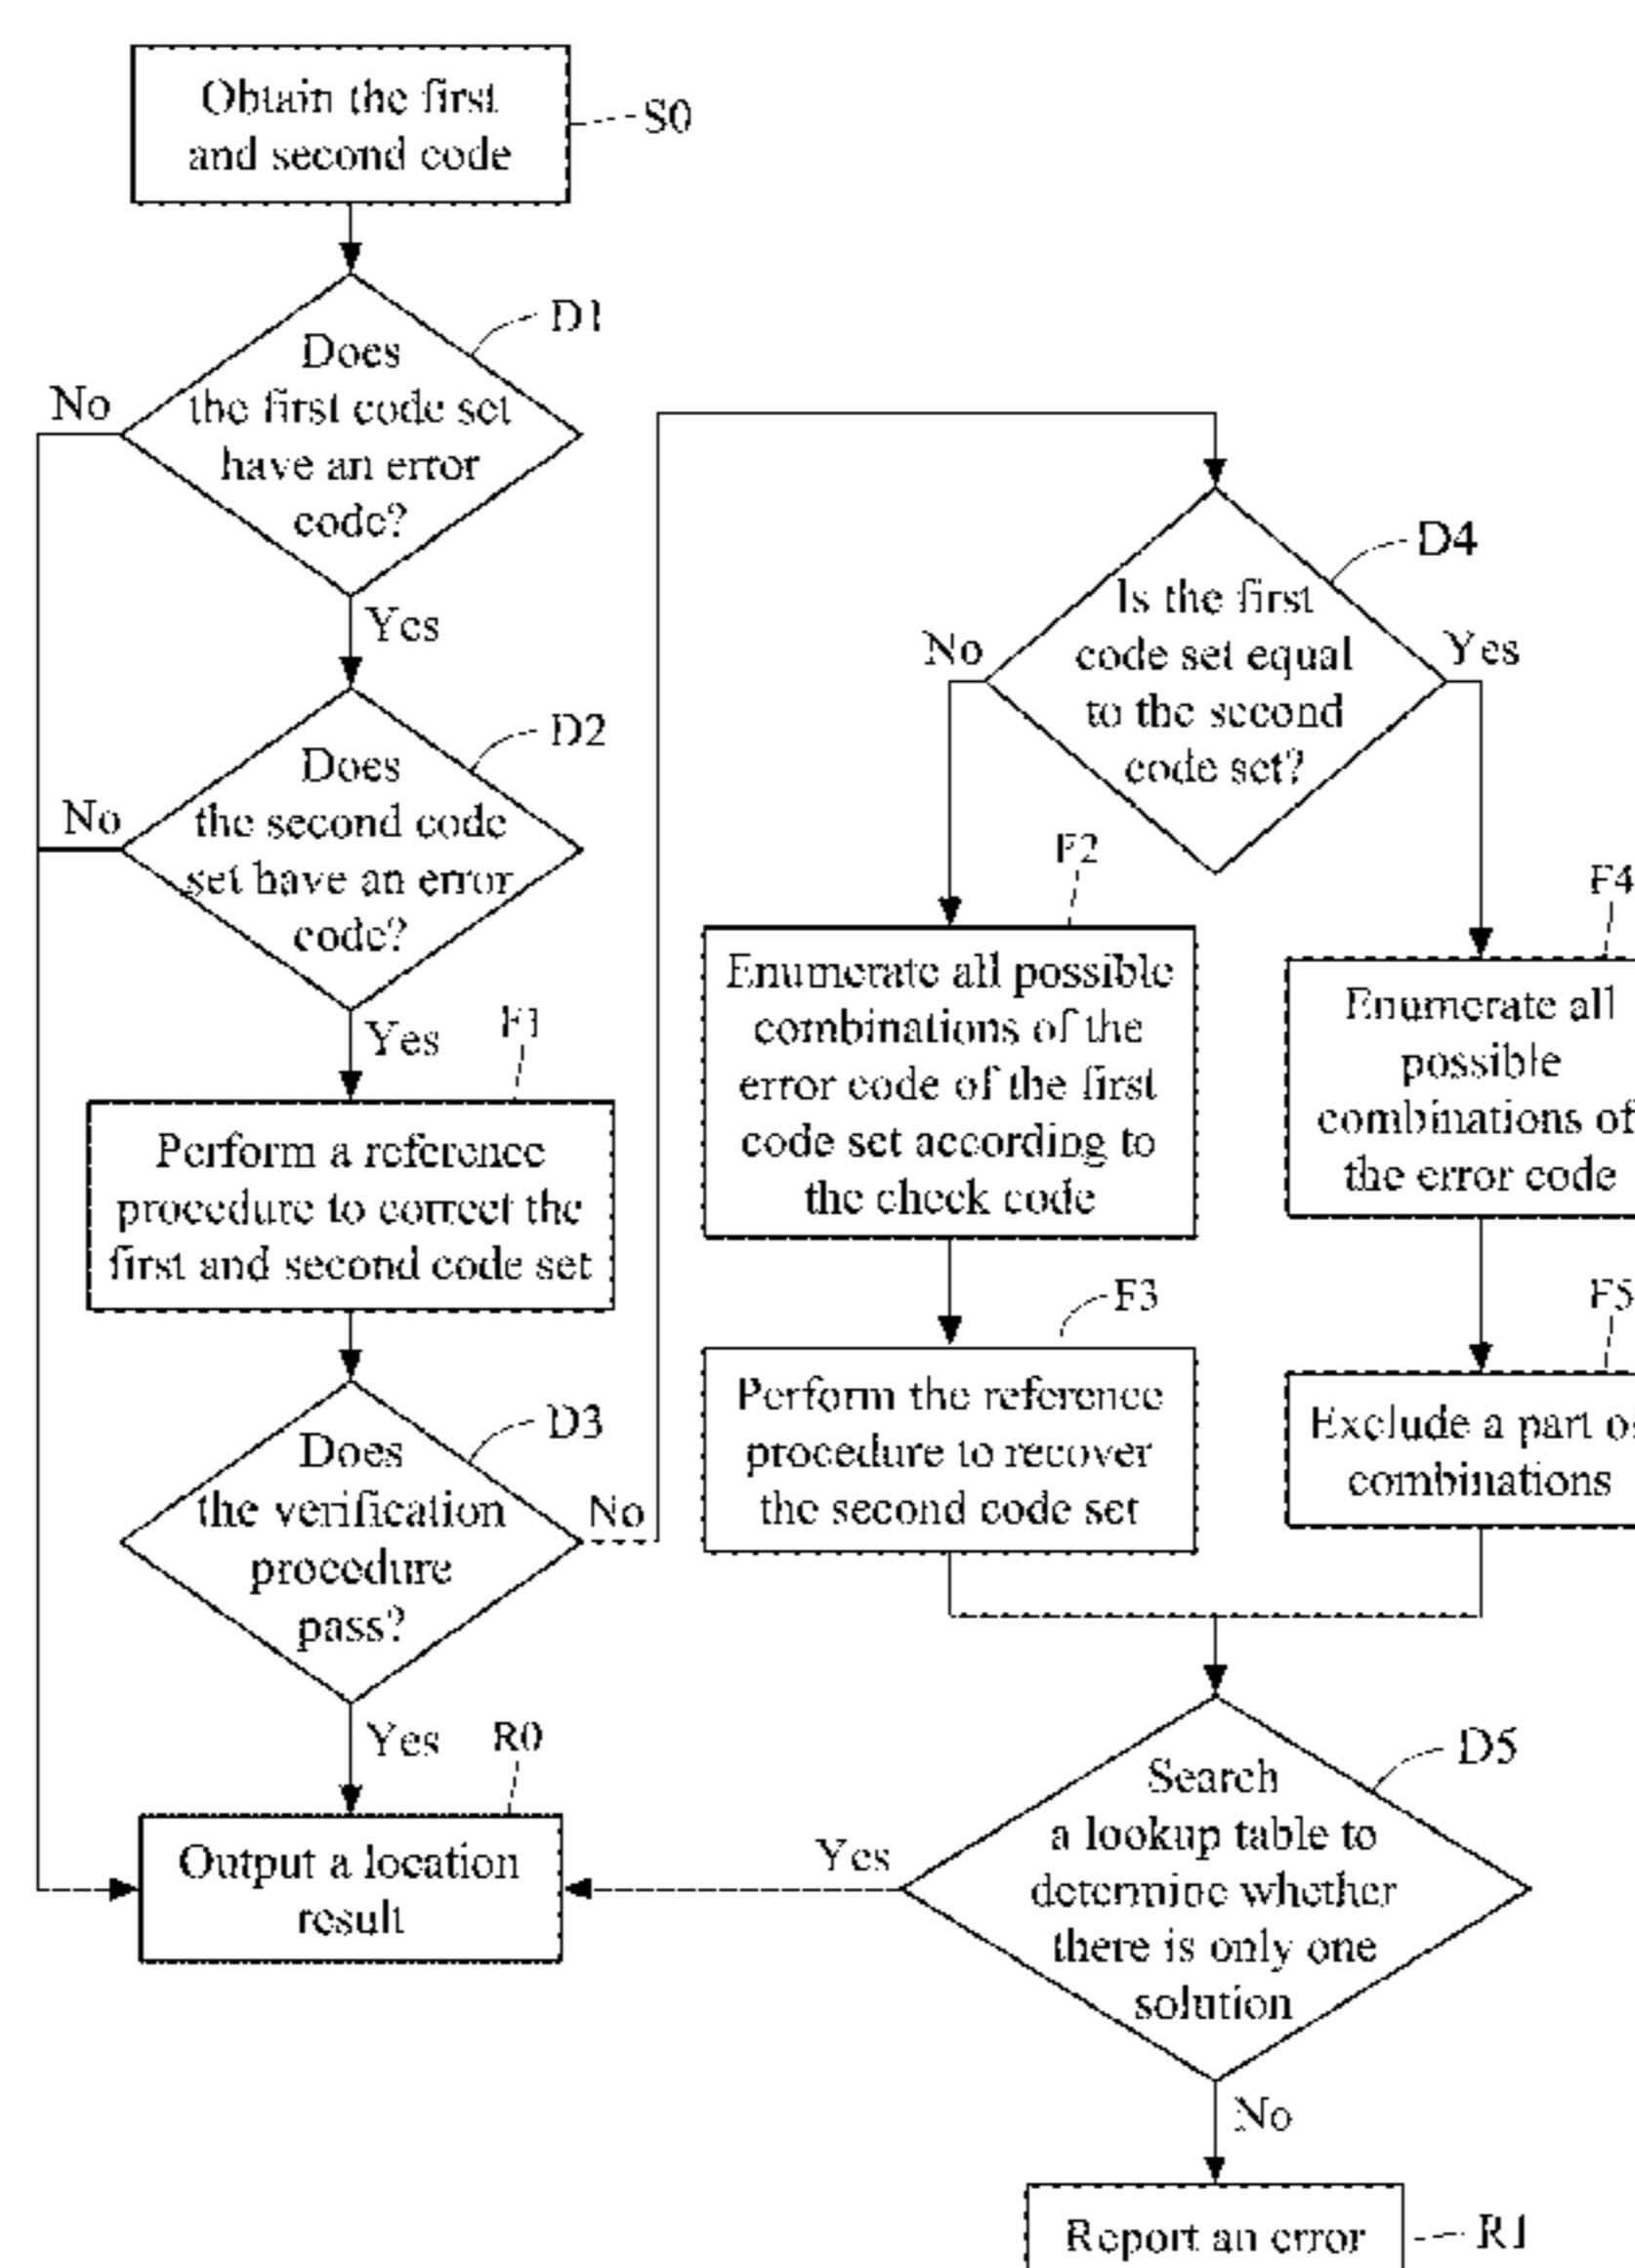 Obtain the first
and second code
S0
D1
Does
the first code set
have an error
code?
No
Yes
D2
Does
the second code
set have an error
code?
No
Yes
F1
Perform a reference
procedure to correct the
first and second code set
D3
Does
the verification
procedure
pass?
No
Yes
R0
Output a location
result
D4
Is the first
code set equal
to the second
code set?
No
Yes
F2
Enumerate all possible
combinations of the
error code of the first
code set according to
the check code
F3
Perform the reference
procedure to recover
the second code set
F4
Enumerate all
possible
combinations of
the error code
F5
Exclude a part of
combinations
D5
Search
a lookup table to
determine whether
there is only one
solution
Yes
No
Report an error
R1